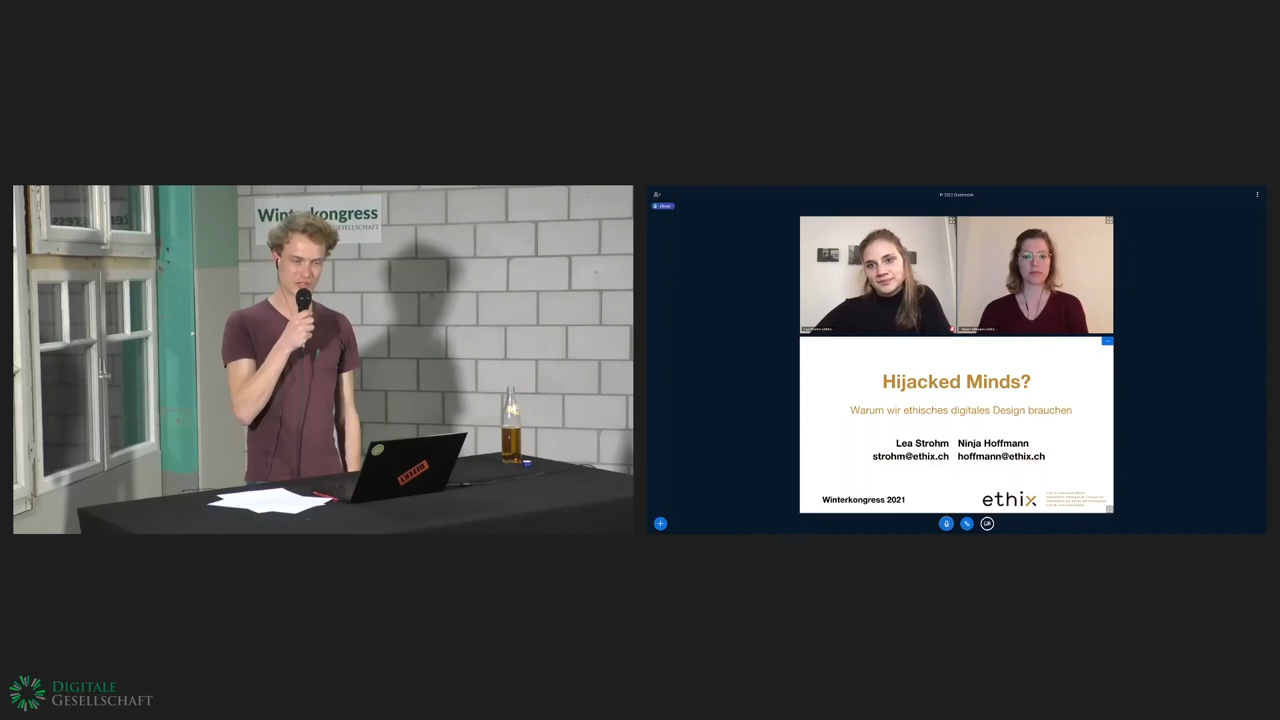 Winterkongress
GESELLSCHAFT
Hijacked Minds?
Warum wir ethisches digitales Design brauchen
Lea Strohm Ninja Hoffmann
strohm@ethix.ch hoffmann@ethix.ch
Winterkongress 2021
ethix
DIGITALE
GESELLSCHAFT